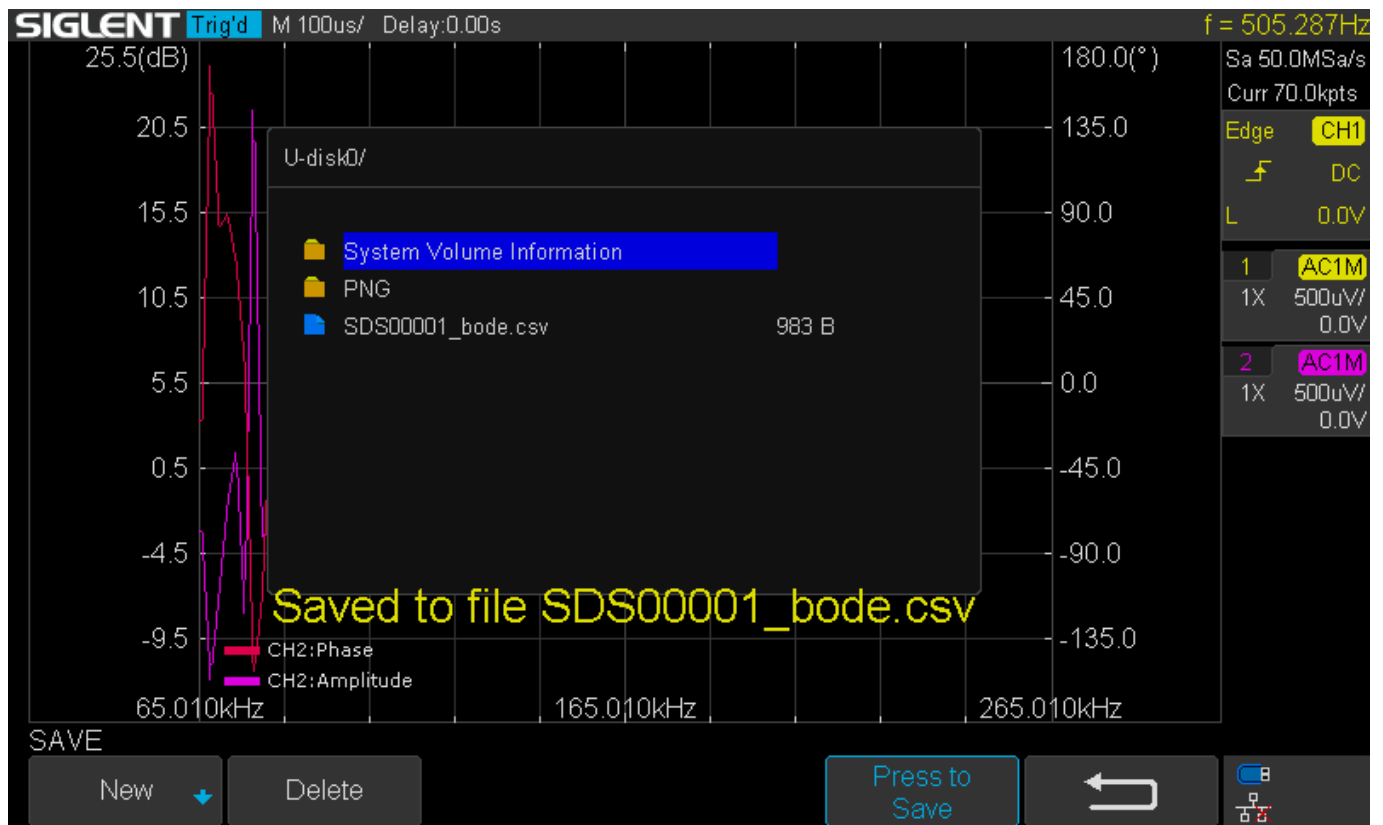 SIGLENT Trig'd M 100us/ Delay:0.00s f = 505.287Hz
25.5(dB) 180.0(°) Sa 50.0MSa/s
Curr 70.0kpts
20.5 135.0 Edge CH1
U-disk0/
DC
15.5 90.0 L 0.0V
System Volume Information
1 AC1M
PNG
10.5 45.0 1X 500uV/
SDS00001_bode.csv 983 B 0.0V
2 AC1M
5.5 0.0 1X 500uV/
0.0V
0.5 -45.0
-4.5 -90.0
Saved to file SDS00001_bode.csv
-9.5 -135.0
CH2:Phase
CH2:Amplitude
65.010kHz 165.010kHz 265.010kHz
SAVE
New Delete Press to
Save